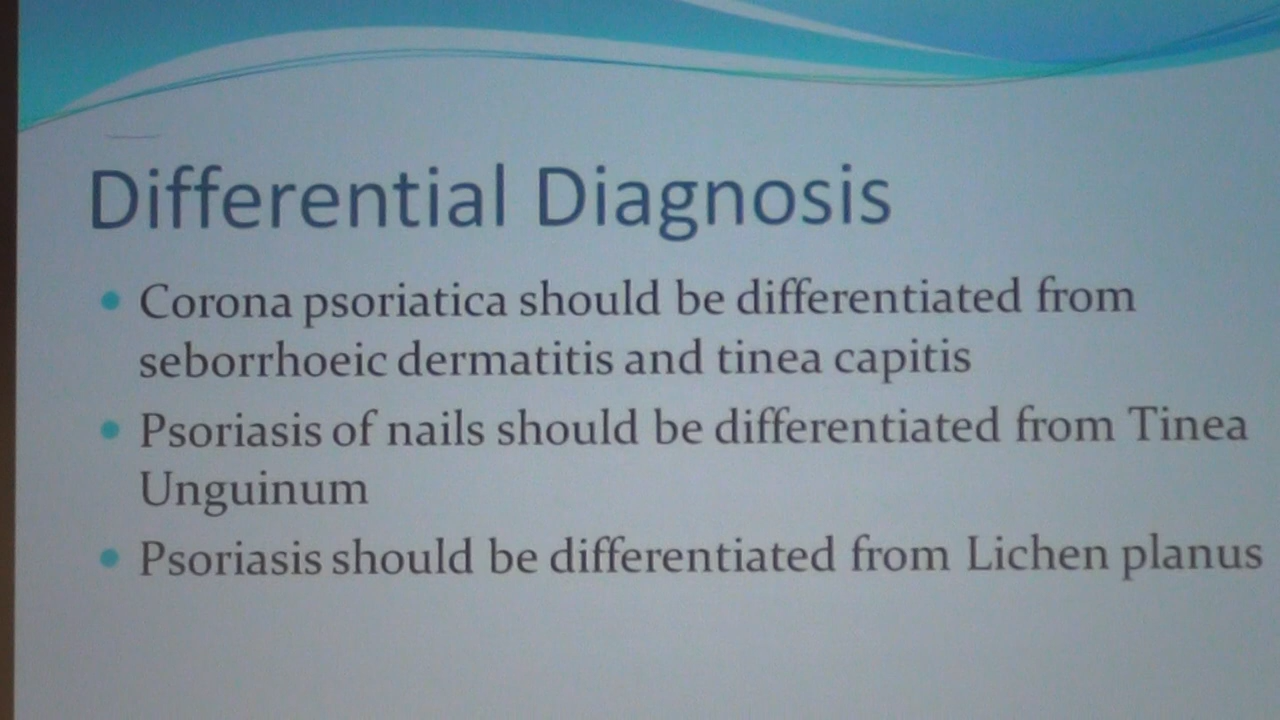 Differential Diagnosis
Corona psoriatica should be differentiated from
seborrhoeic dermatitis and tinea capitis
Psoriasis of nails should be differentiated from Tinea
Unguinum
Psoriasis should be differentiated from Lichen planus